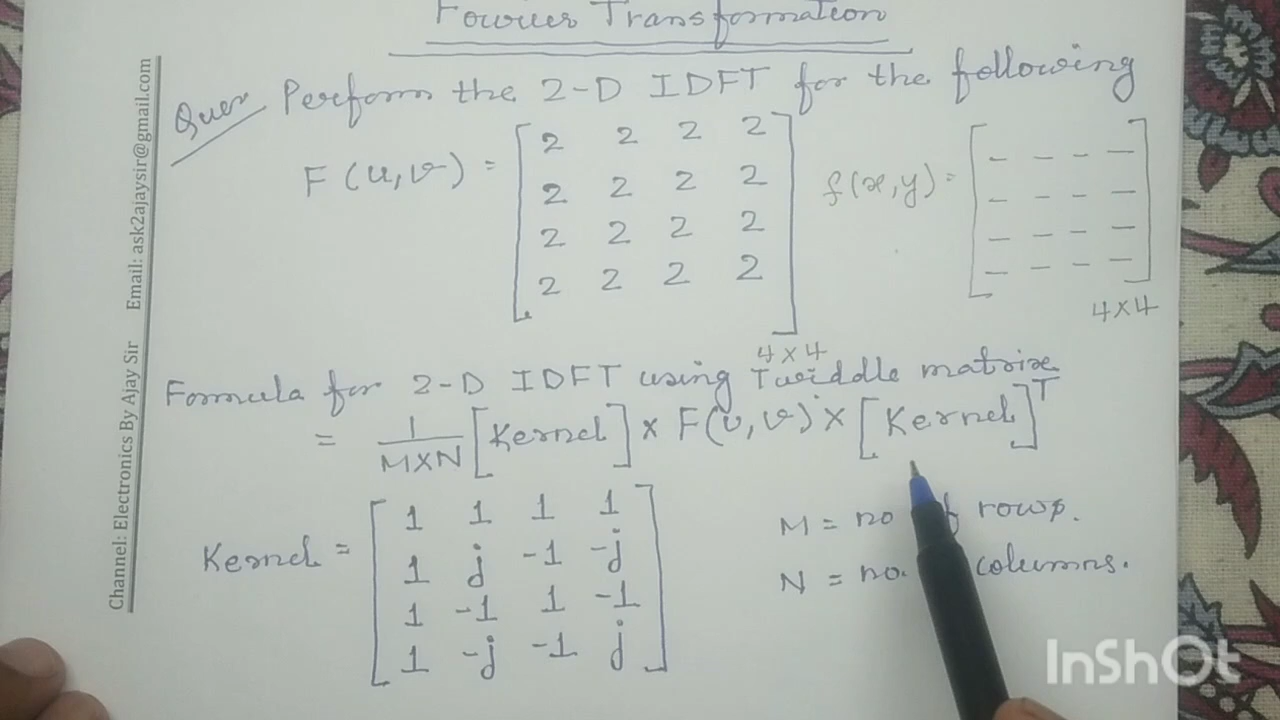 Fourier Transformation
Ques Perform the 2-D IDFT for the following
F(u,v) = [ 2 2 2 2
2 2 2 2
2 2 2 2
2 2 2 2 ] 4×4
f(x,y) = [ _ _ _ _
_ _ _ _
_ _ _ _
_ _ _ _ ] 4×4
Formula for 2-D IDFT using Twiddle matrix
= 1/M×N [Kernel] × F(u,v) × [Kernel]ᵀ
Kernel = [ 1 1 1 1
1 j -1 -j
1 -1 1 -1
1 -j -1 j ]
M = no of rows.
N = no. columns.
Channel: Electronics By Ajay Sir Email: ask2ajaysir@gmail.com
InShOt